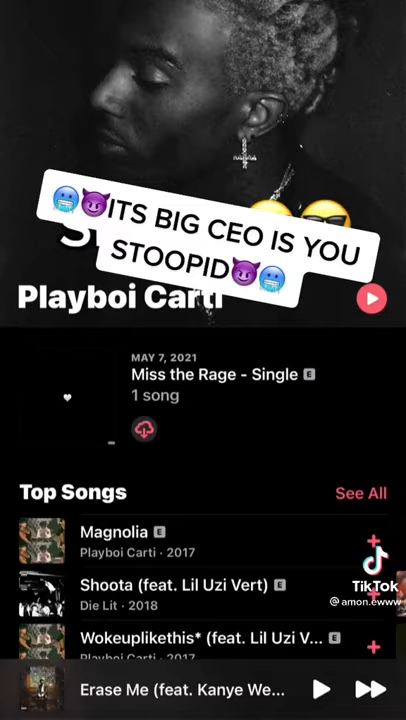 🥶😈ITS BIG CEO IS YOU
STOOPID😈🥶
Playboi Carti
MAY 7, 2021
Miss the Rage - Single E
1 song
Top Songs
See All
Magnolia E
Playboi Carti · 2017
Shoota (feat. Lil Uzi Vert) E
Die Lit · 2018
Wokeuplikethis* (feat. Lil Uzi V... E
Playboi Carti · 2017
TikTok
@amon.ewww
Erase Me (feat. Kanye We...